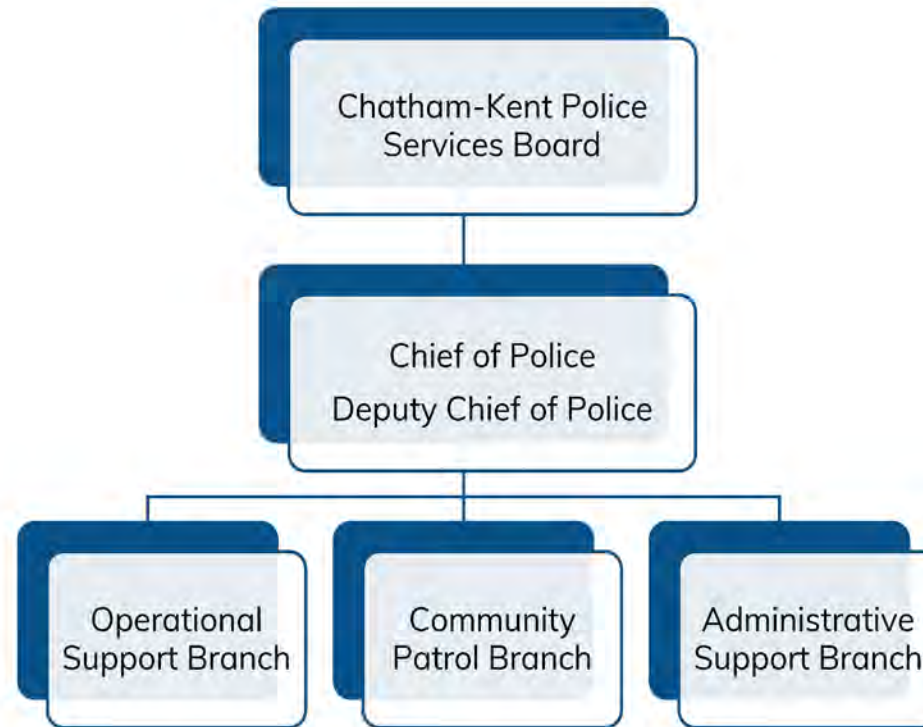 Chatham-Kent Police
Services Board
Chief of Police
Deputy Chief of Police
Operational
Support Branch
Community
Patrol Branch
Administrative
Support Branch